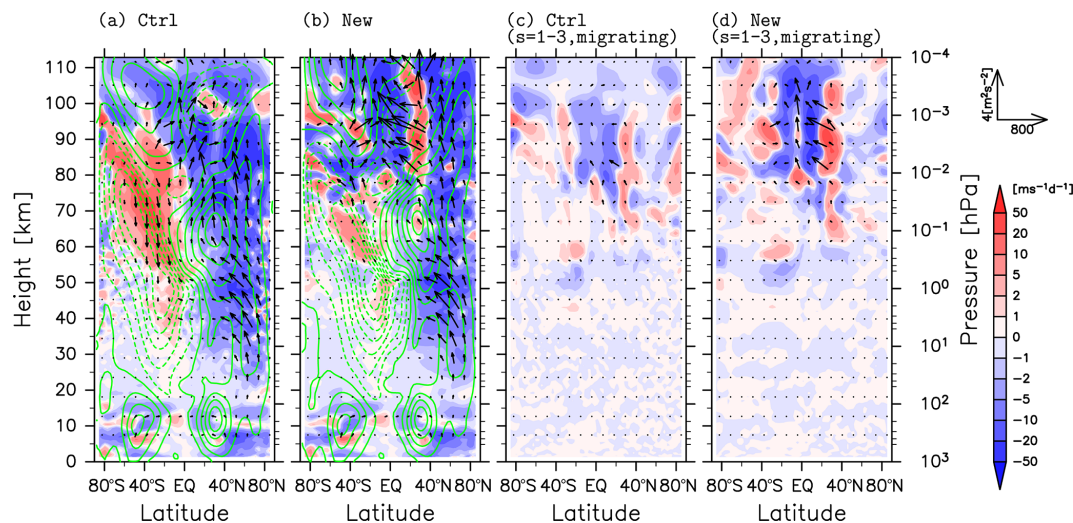 (a) Ctrl
(b) New
(c) Ctrl
(s=1-3,migrating)
(d) New
(s=1-3,migrating)
Height [km]
110
100
90
80
70
60
50
40
30
20
10
0
80°S 40°S EQ 40°N 80°N
80°S 40°S EQ 40°N 80°N
80°S 40°S EQ 40°N 80°N
80°S 40°S EQ 40°N 80°N
Latitude
Latitude
Latitude
Latitude
10⁻⁴
10⁻³
10⁻²
10⁻¹
10⁰
10¹
10²
10³
Pressure [hPa]
4[m²s⁻²]
800
[ms⁻¹d⁻¹]
50
20
10
5
2
1
0
−1
−2
−5
−10
−20
−50